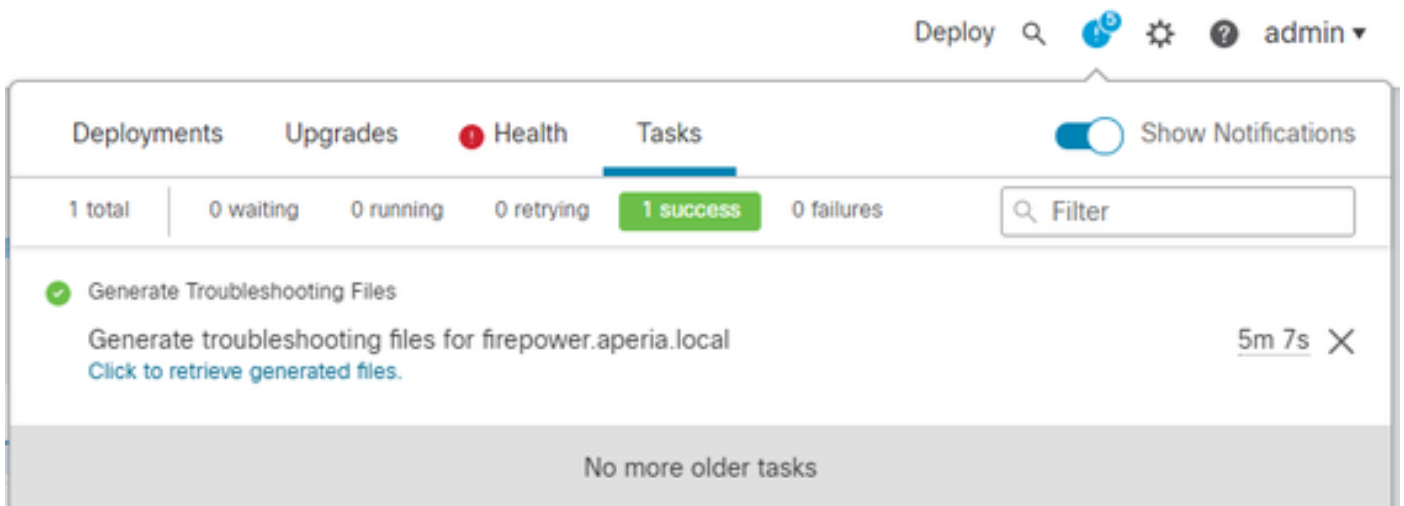 Deploy 5 admin
Deployments Upgrades Health Tasks Show Notifications
1 total 0 waiting 0 running 0 retrying 1 success 0 failures Filter
Generate Troubleshooting Files
Generate troubleshooting files for firepower.aperia.local 5m 7s
Click to retrieve generated files.
No more older tasks